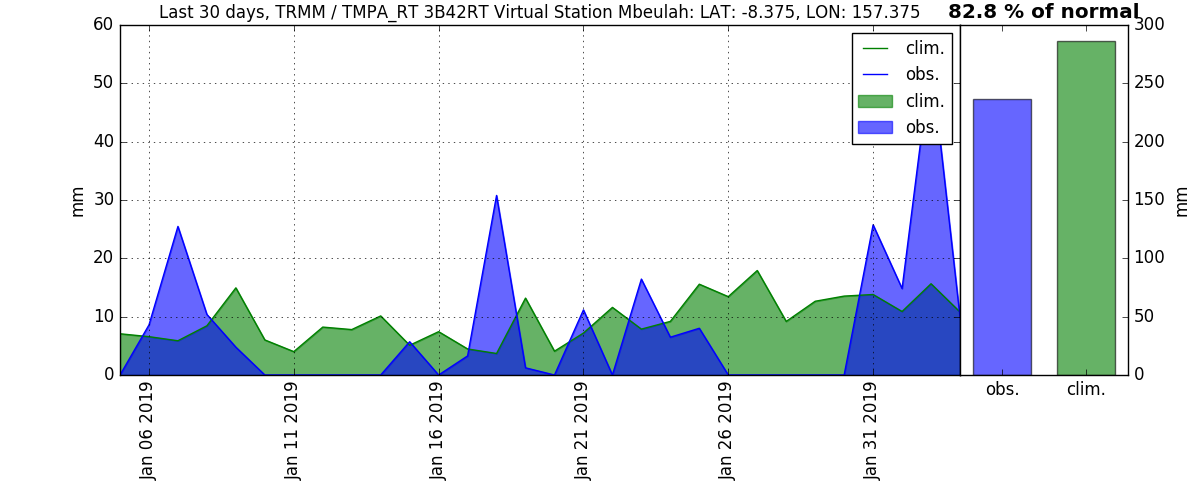 Last 30 days, TRMM / TMPA_RT 3B42RT Virtual Station Mbeulah: LAT: -8.375, LON: 157.375
82.8 % of normal
60
50
40
30
20
10
0
mm
clim.
obs.
clim.
obs.
Jan 06 2019
Jan 11 2019
Jan 16 2019
Jan 21 2019
Jan 26 2019
Jan 31 2019
300
250
200
150
100
50
0
mm
obs.
clim.